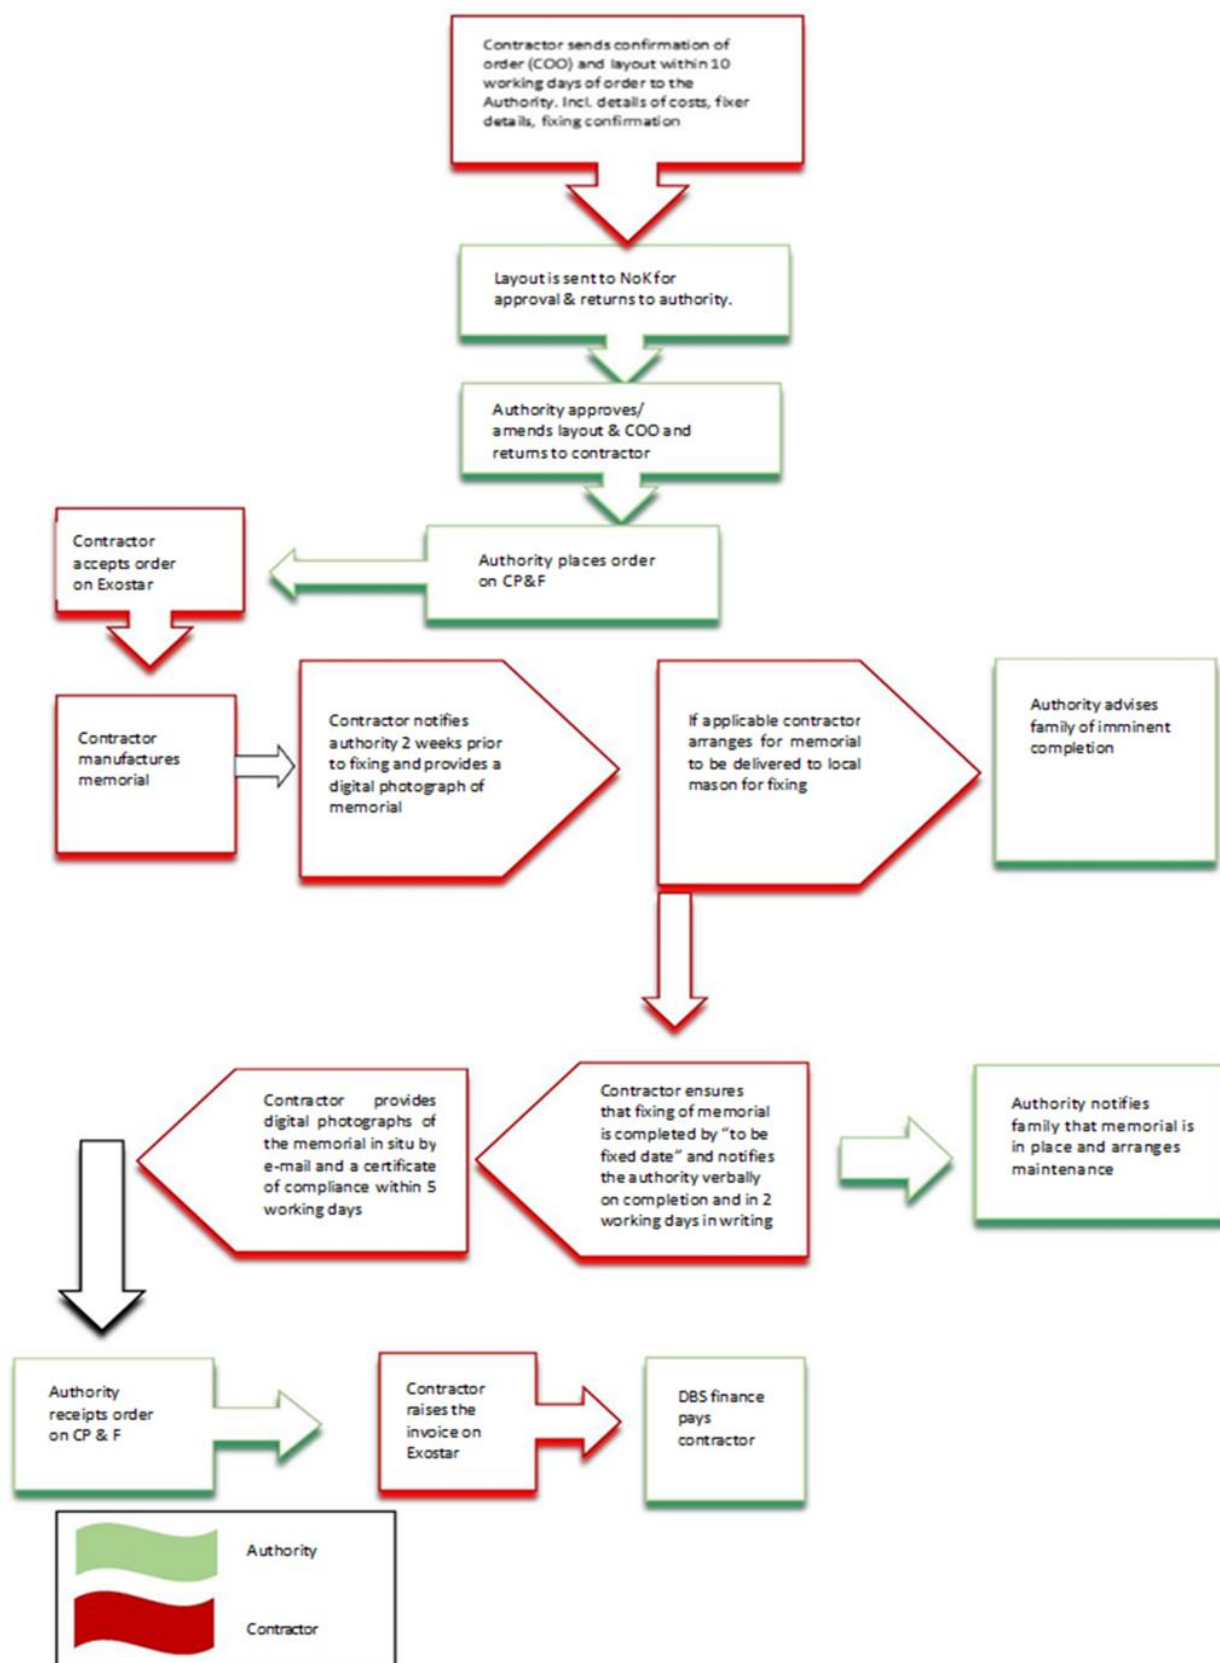 Contractor sends confirmation of
order (COO) and layout within 10
working days of order to the
Authority. Incl. details of costs, fixer
details, fixing confirmation
Layout is sent to NoK for
approval & returns to authority.
Authority approves/
amends layout & COO and
returns to contractor
Authority places order
on CP&F
Contractor
accepts order
on Exostar
Contractor
manufactures
memorial
Contractor notifies
authority 2 weeks prior
to fixing and provides a
digital photograph of
memorial
If applicable contractor
arranges for memorial
to be delivered to local
mason for fixing
Authority advises
family of imminent
completion
Contractor provides
digital photographs of
the memorial in situ by
e-mail and a certificate
of compliance within 5
working days
Contractor ensures
that fixing of memorial
is completed by “to be
fixed date” and notifies
the authority verbally
on completion and in 2
working days in writing
Authority notifies
family that memorial is
in place and arranges
maintenance
Authority
receipts order
on CP & F
Contractor
raises the
invoice on
Exostar
DBS finance
pays
contractor
Authority
Contractor